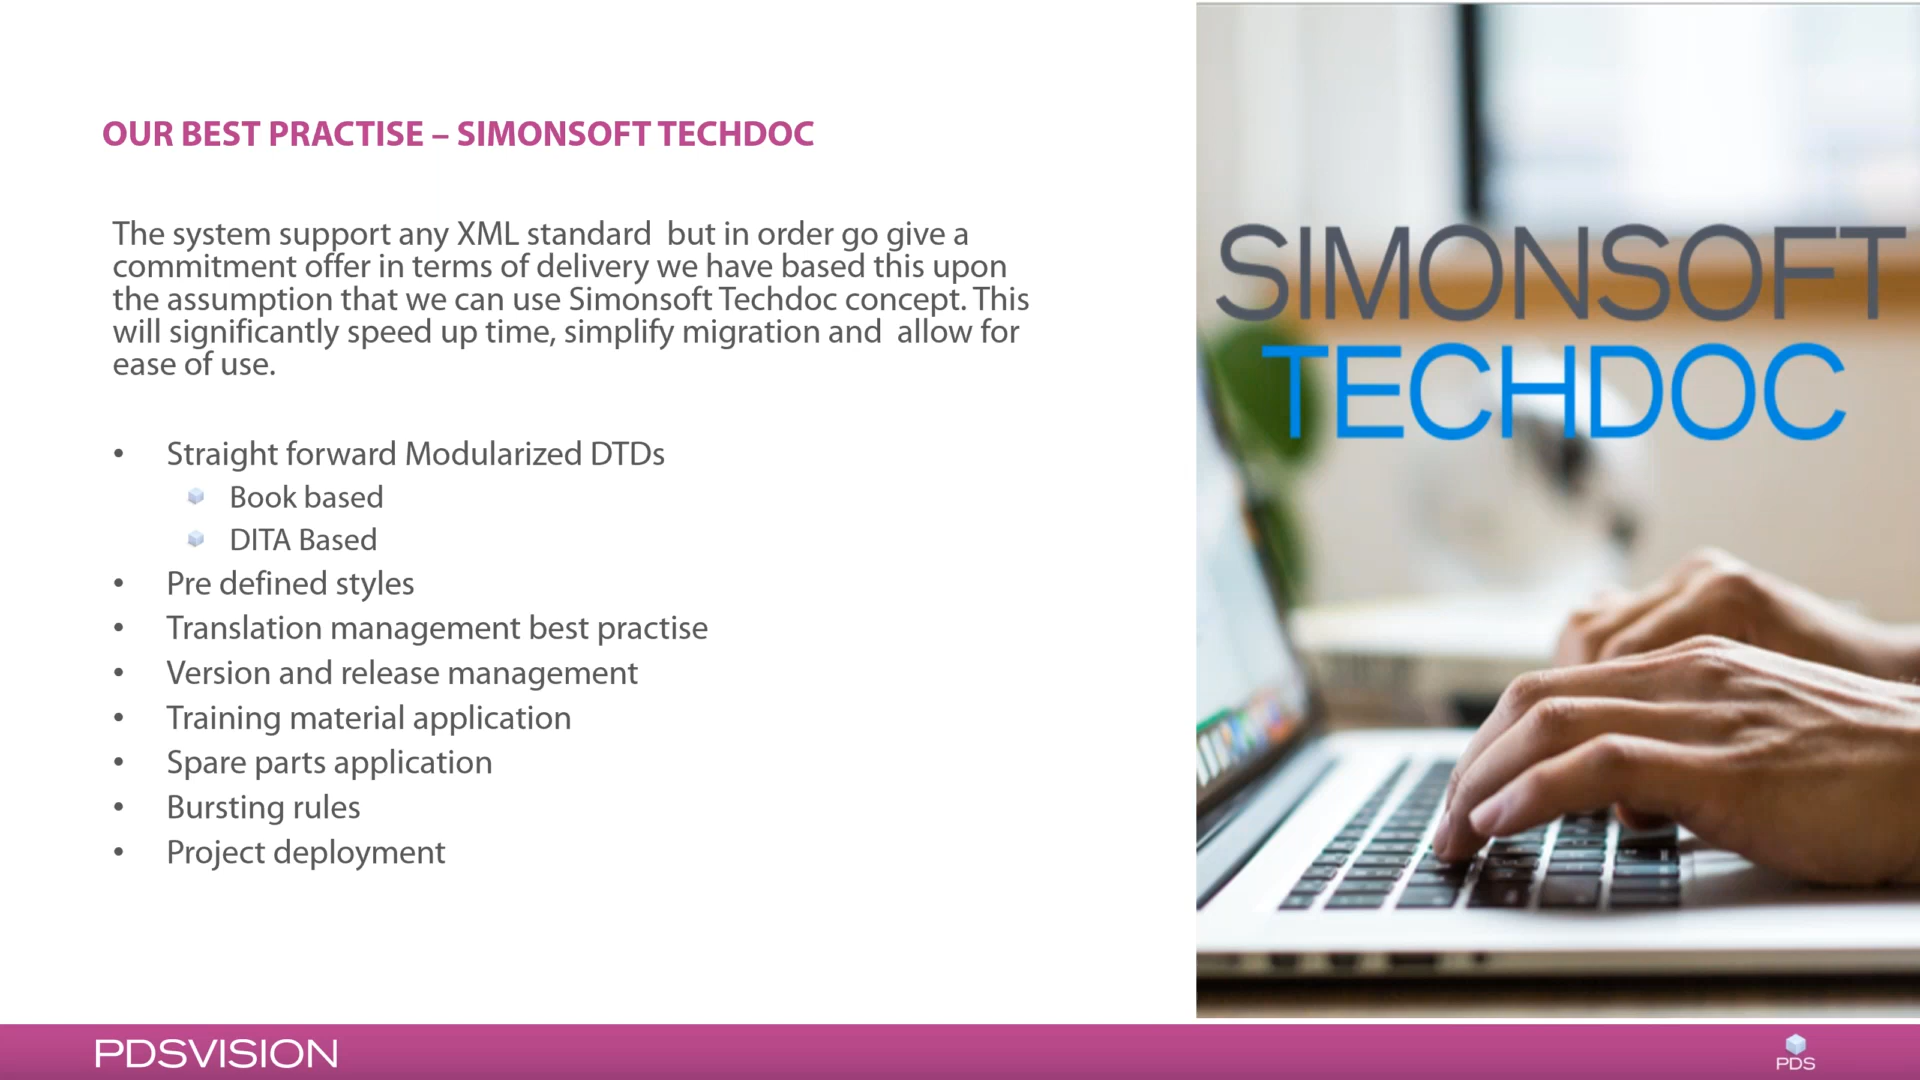 OUR BEST PRACTISE – SIMONSOFT TECHDOC
The system support any XML standard  but in order go give a
commitment offer in terms of delivery we have based this upon
the assumption that we can use Simonsoft Techdoc concept. This
will significantly speed up time, simplify migration and  allow for
ease of use.
• Straight forward Modularized DTDs
Book based
DITA Based
• Pre defined styles
• Translation management best practise
• Version and release management
• Training material application
• Spare parts application
• Bursting rules
• Project deployment
SIMONSOFT
TECHDOC
PDSVISION
PDS